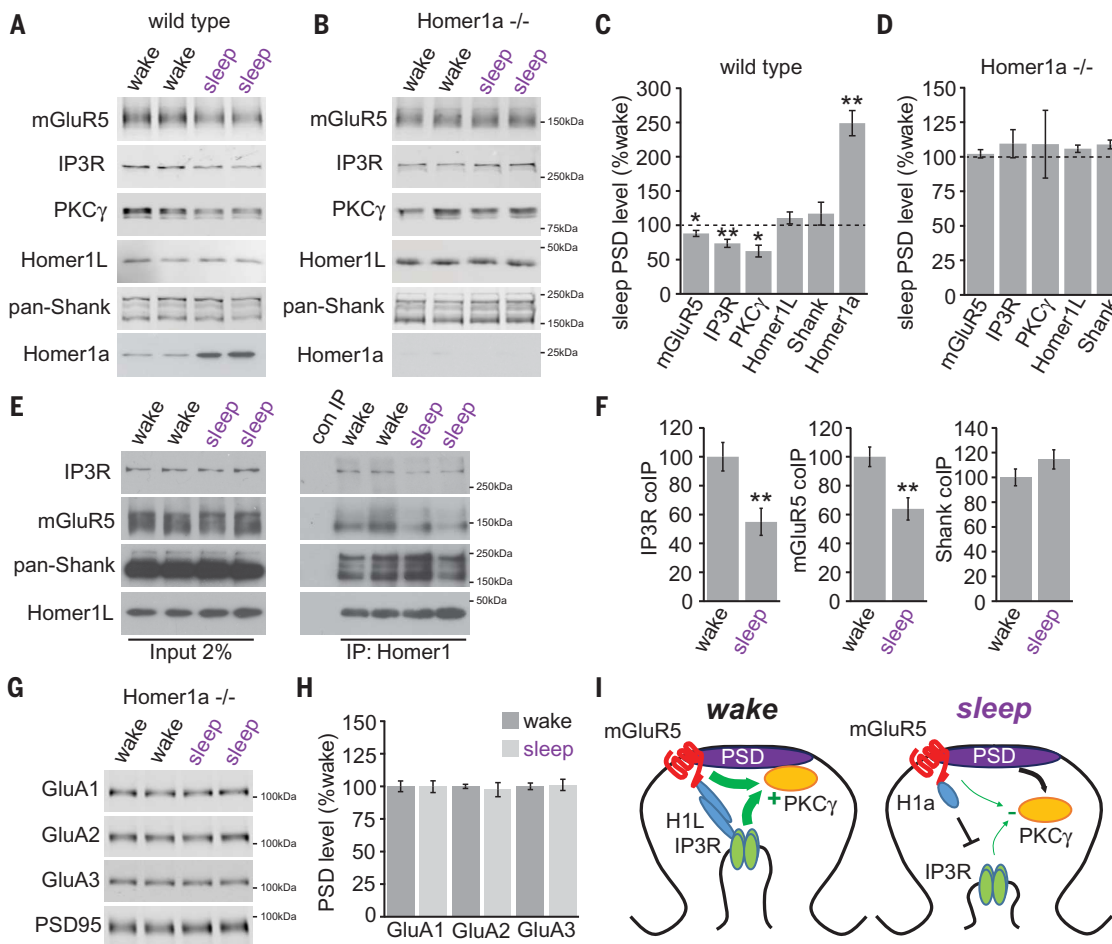 A
wild type
wake
wake
sleep
sleep
mGluR5
IP3R
PKCγ
Homer1L
pan-Shank
Homer1a
B
Homer1a -/-
wake
wake
sleep
sleep
mGluR5
150kDa
IP3R
250kDa
PKCγ
75kDa
50kDa
Homer1L
250kDa
pan-Shank
150kDa
Homer1a
25kDa
C
wild type
sleep PSD level (%wake)
300
250
200
150
100
50
0
*
**
*
**
mGluR5
IP3R
PKCγ
Homer1L
Shank
Homer1a
D
Homer1a -/-
sleep PSD level (%wake)
150
125
100
75
50
25
0
mGluR5
IP3R
PKCγ
Homer1L
Shank
E
wake
wake
sleep
sleep
IP3R
mGluR5
pan-Shank
Homer1L
Input 2%
con IP
wake
wake
sleep
sleep
250kDa
150kDa
250kDa
150kDa
50kDa
IP: Homer1
F
IP3R coIP
120
100
80
60
40
20
0
**
wake
sleep
mGluR5 coIP
120
100
80
60
40
20
0
**
wake
sleep
Shank coIP
140
120
100
80
60
40
20
0
wake
sleep
G
Homer1a -/-
wake
wake
sleep
sleep
GluA1
100kDa
GluA2
100kDa
GluA3
100kDa
PSD95
100kDa
H
PSD level (%wake)
150
125
100
75
50
25
0
wake
sleep
GluA1
GluA2
GluA3
I
wake
mGluR5
PSD
+
PKCγ
H1L
IP3R
sleep
mGluR5
PSD
H1a
-
PKCγ
IP3R